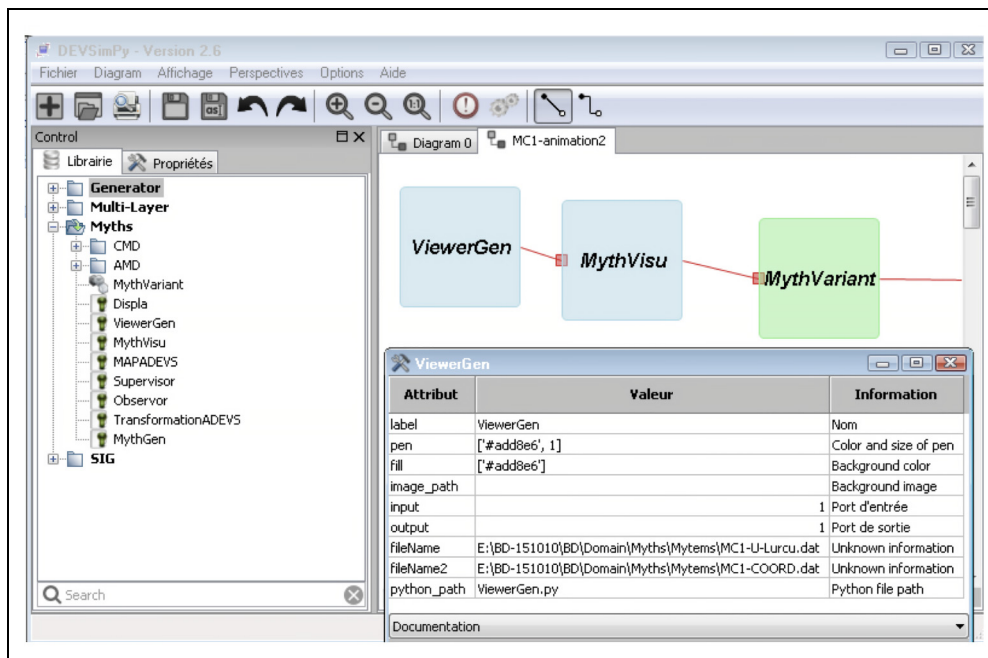 DEVSimPy - Version 2.6
Fichier Diagram Affichage Perspectives Options Aide
as
1:1
Control
Librairie Propriétés
Generator
Multi-Layer
Myths
CMD
AMD
MythVariant
Displa
ViewerGen
MythVisu
MAPADEVS
Supervisor
Observor
TransformationADEVS
MythGen
SIG
Search
Diagram 0 MC1-animation2
ViewerGen MythVisu MythVariant
ViewerGen
Attribut Valeur Information
label ViewerGen Nom
pen ['#add8e6', 1] Color and size of pen
fill ['#add8e6'] Background color
image_path Background image
input 1 Port d'entrée
output 1 Port de sortie
fileName E:\BD-151010\BD\Domain\Myths\Mytems\MC1-U-Lurcu.dat Unknown information
fileName2 E:\BD-151010\BD\Domain\Myths\Mytems\MC1-COORD.dat Unknown information
python_path ViewerGen.py Python file path
Documentation